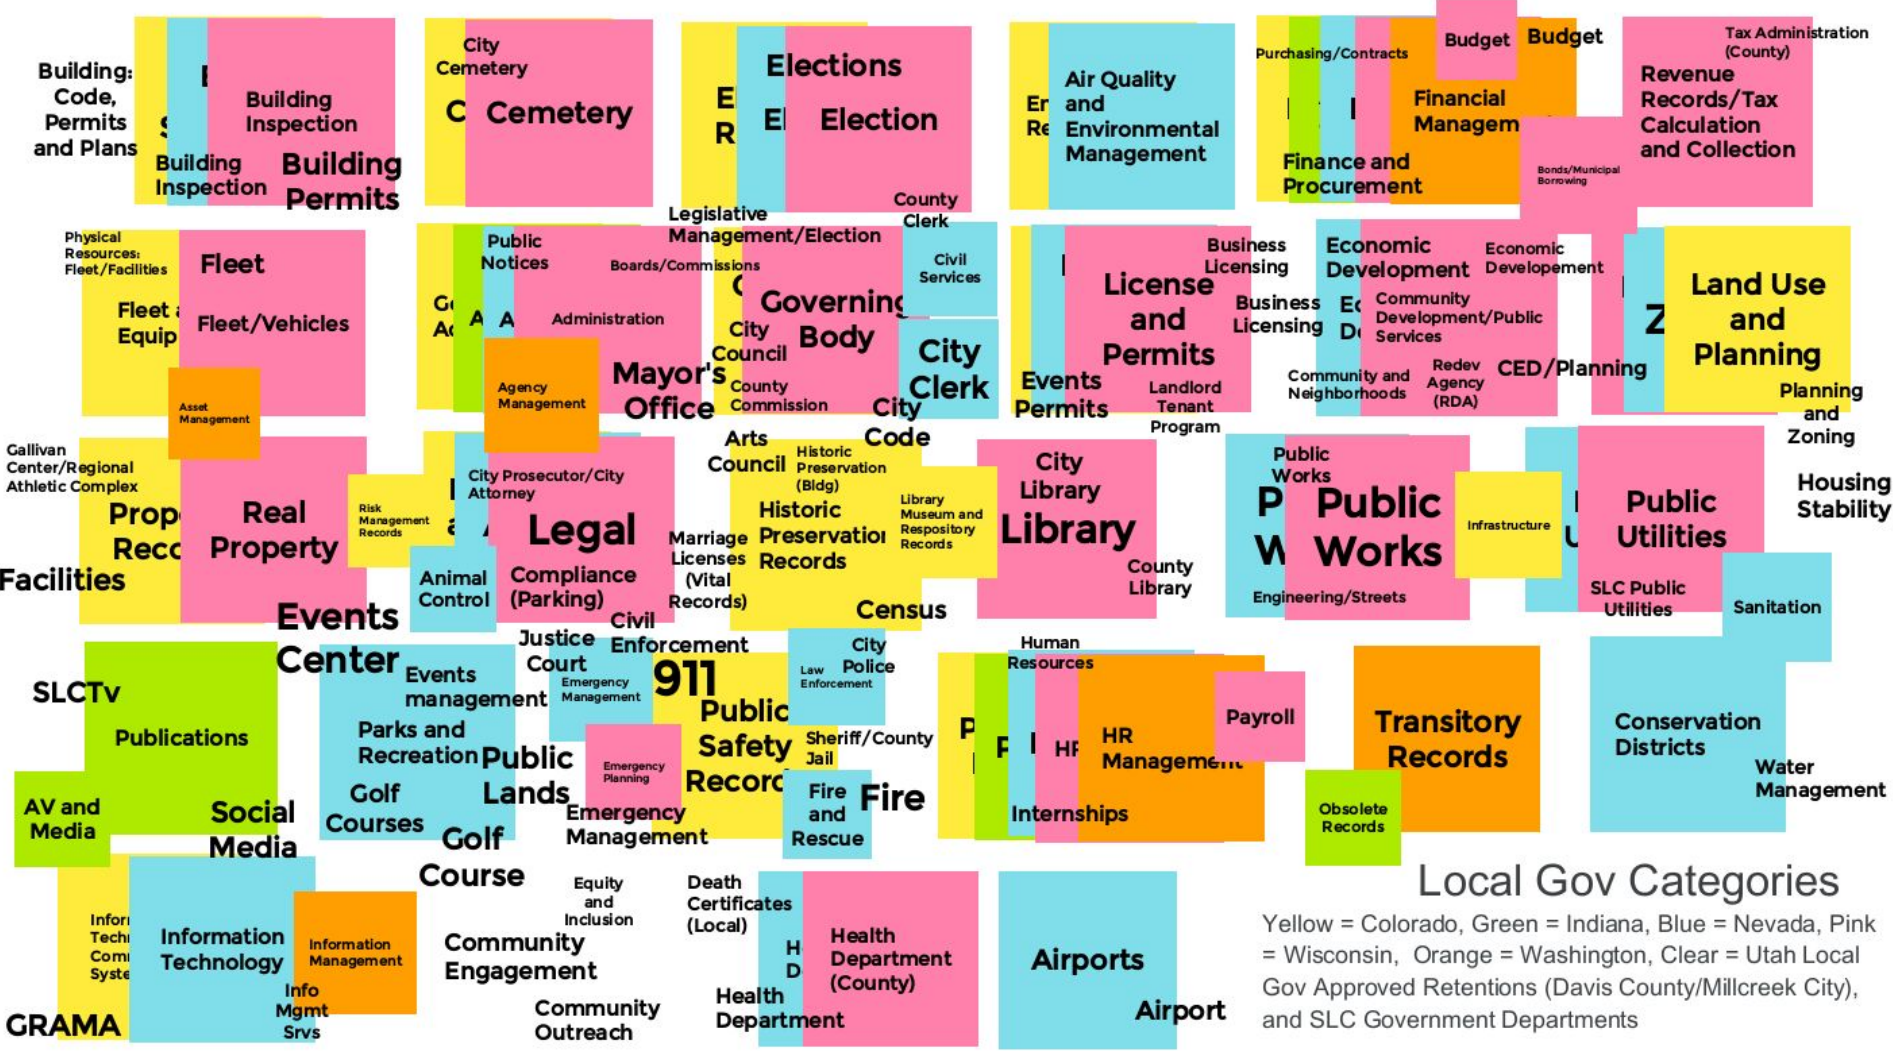 Building:
Code,
Permits
and Plans
Building
Inspection
Building
Inspection
Building
Permits
City
Cemetery
Cemetery
Elections
Election
County
Clerk
Air Quality
and
Environmental
Management
Purchasing/Contracts
Budget
Budget
Financial
Managem
Finance and
Procurement
Bonds/Municipal
Borrowing
Tax Administration
(County)
Revenue
Records/Tax
Calculation
and Collection
Physical
Resources:
Fleet/Facilities
Fleet
Fleet
Equip
Fleet/Vehicles
Asset
Management
Public
Notices
Administration
Agency
Management
Mayor's
Office
Legislative
Management/Election
Boards/Commissions
Governing
Body
City
Council
County
Commission
Civil
Services
City
Clerk
City
Code
License
and
Permits
Events
Permits
Business
Licensing
Business
Licensing
Landlord
Tenant
Program
Economic
Development
Economic
Developement
Community
Development/Public
Services
Community and
Neighborhoods
Redev
Agency
(RDA)
CED/Planning
Land Use
and
Planning
Planning
and
Zoning
Housing
Stability
Gallivan
Center/Regional
Athletic Complex
Prop
Reco
Real
Property
Facilities
Events
Center
Risk
Management
Records
City Prosecutor/City
Attorney
Legal
Animal
Control
Compliance
(Parking)
Civil
Enforcement
Justice
Court
Marriage
Licenses
(Vital
Records)
Arts
Council
Historic
Preservation
(Bldg)
Historic
Preservation
Records
Library
Museum and
Respository
Records
Census
City
Library
Library
County
Library
Public
Works
Public
Works
Engineering/Streets
Infrastructure
Public
Utilities
SLC Public
Utilities
Sanitation
SLCTv
Publications
AV and
Media
Social
Media
Events
management
Parks and
Recreation
Public
Lands
Golf
Courses
Golf
Course
Emergency
Management
911
Public
Safety
Record
Emergency
Planning
Emergency
Management
City
Police
Law
Enforcement
Sheriff/County
Jail
Fire
and
Rescue
Fire
Human
Resources
HR
HR
Management
Internships
Payroll
Transitory
Records
Obsolete
Records
Conservation
Districts
Water
Management
Infor
Tech
Com
Syste
Information
Technology
Information
Management
Info
Mgmt
Srvs
GRAMA
Equity
and
Inclusion
Community
Engagement
Community
Outreach
Death
Certificates
(Local)
Health
Department
Health
Department
(County)
Airports
Airport
Local Gov Categories
Yellow = Colorado, Green = Indiana, Blue = Nevada, Pink
= Wisconsin, Orange = Washington, Clear = Utah Local
Gov Approved Retentions (Davis County/Millcreek City),
and SLC Government Departments